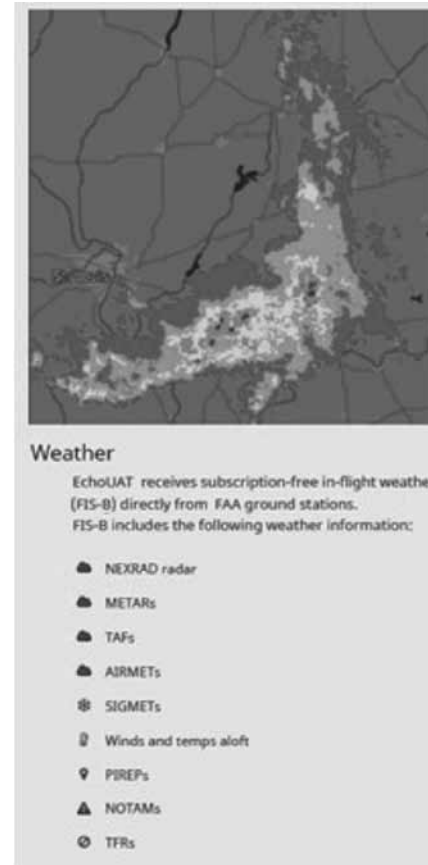 Weather
EchoUAT receives subscription-free in-flight weathe
(FIS-B) directly from FAA ground stations.
FIS-B includes the following weather information:
NEXRAD radar
METARs
TAFs
AIRMETs
SIGMETs
Winds and temps aloft
PIREPs
NOTAMs
TFRs